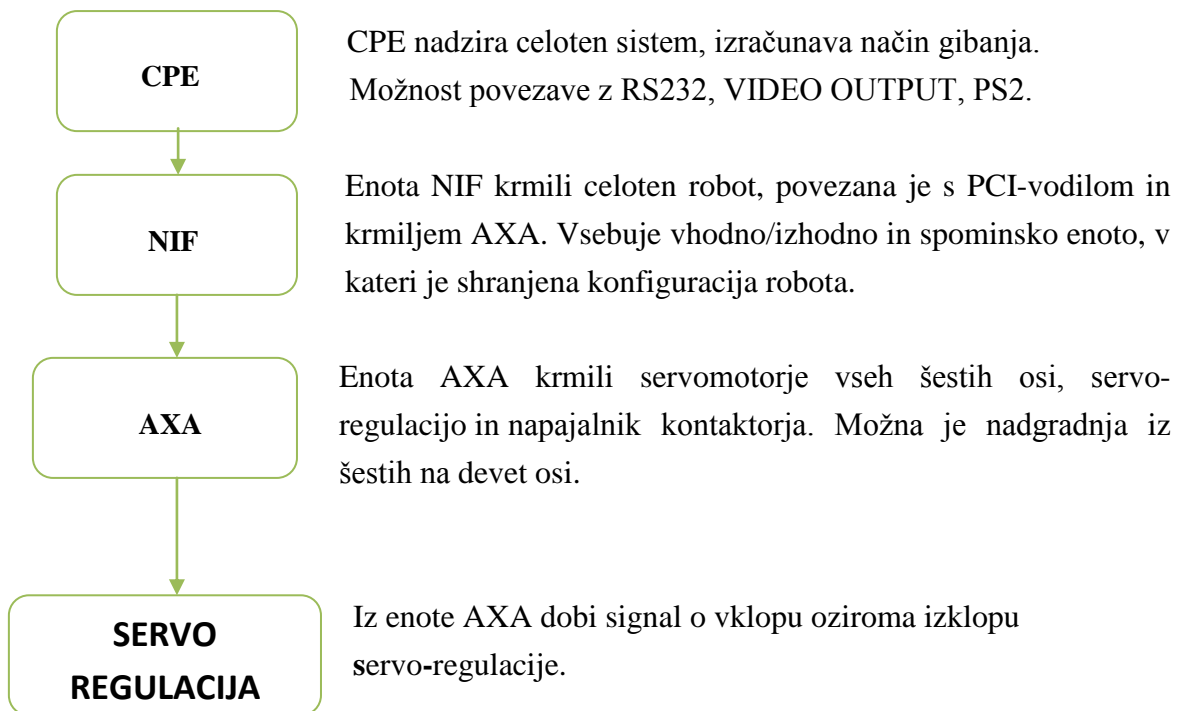 CPE
CPE nadzira celoten sistem, izračunava način gibanja.
Možnost povezave z RS232, VIDEO OUTPUT, PS2.
NIF
Enota NIF krmili celoten robot, povezana je s PCI-vodilom in
krmiljem AXA. Vsebuje vhodno/izhodno in spominsko enoto, v
kateri je shranjena konfiguracija robota.
AXA
Enota AXA krmili servomotorje vseh šestih osi, servo-
regulacijo in napajalnik kontaktorja. Možna je nadgradnja iz
šestih na devet osi.
SERVO
REGULACIJA
Iz enote AXA dobi signal o vklopu oziroma izklopu
servo-regulacije.